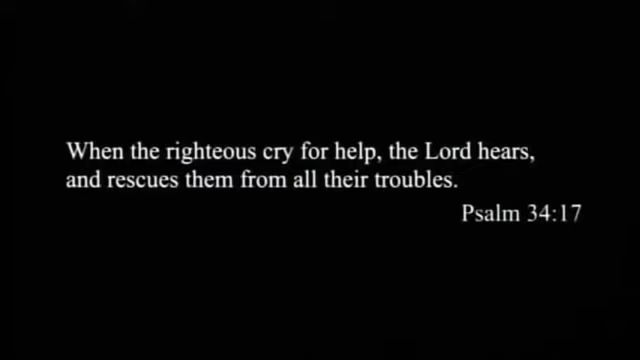 When the righteous cry for help, the Lord hears,
and rescues them from all their troubles.
Psalm 34:17